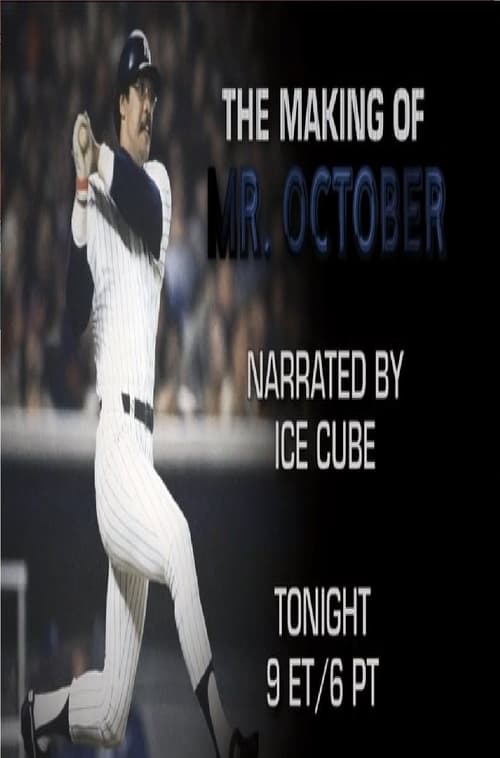 THE MAKING OF
MR. OCTOBER
NARRATED BY
ICE CUBE
TONIGHT
9 ET/6 PT